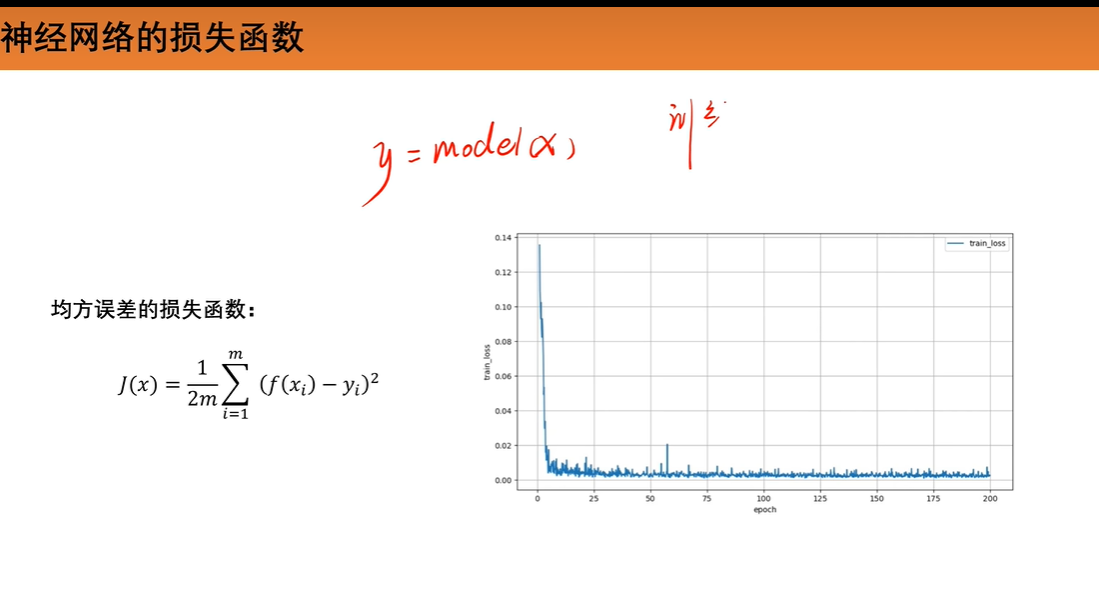 神经网络的损失函数
y = model(x)
训
均方误差的损失函数：
J(x) = \frac{1}{2m} \sum_{i=1}^{m} (f(x_i) − y_i)^2
train_loss
0.14
0.12
0.10
0.08
0.06
0.04
0.02
0.00
train_loss
0 25 50 75 100 125 150 175 200
epoch